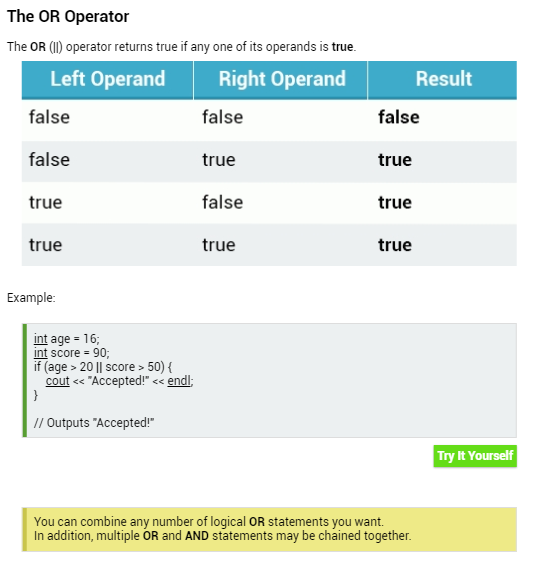 The OR Operator
The OR (||) operator returns true if any one of its operands is true.
Left Operand Right Operand Result
false false false
false true true
true false true
true true true
Example:
int age = 16;
int score = 90;
if (age > 20 || score > 50) {
cout << "Accepted!" << endl;
}
// Outputs "Accepted!"
Try It Yourself
You can combine any number of logical OR statements you want.
In addition, multiple OR and AND statements may be chained together.